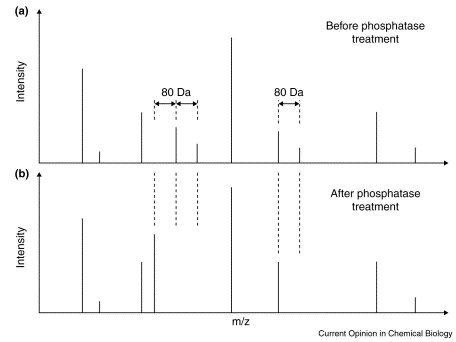 (a)
Before phosphatase
treatment
Intensity
80 Da
80 Da
(b)
After phosphatase
treatment
Intensity
m/z
Current Opinion in Chemical Biology